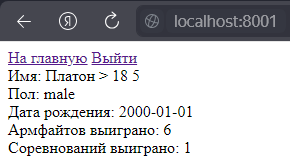 localhost:8001
На главную Выйти
Имя: Платон > 18 5
Пол: male
Дата рождения: 2000-01-01
Армфайтов выиграно: 6
Соревнований выиграно: 1